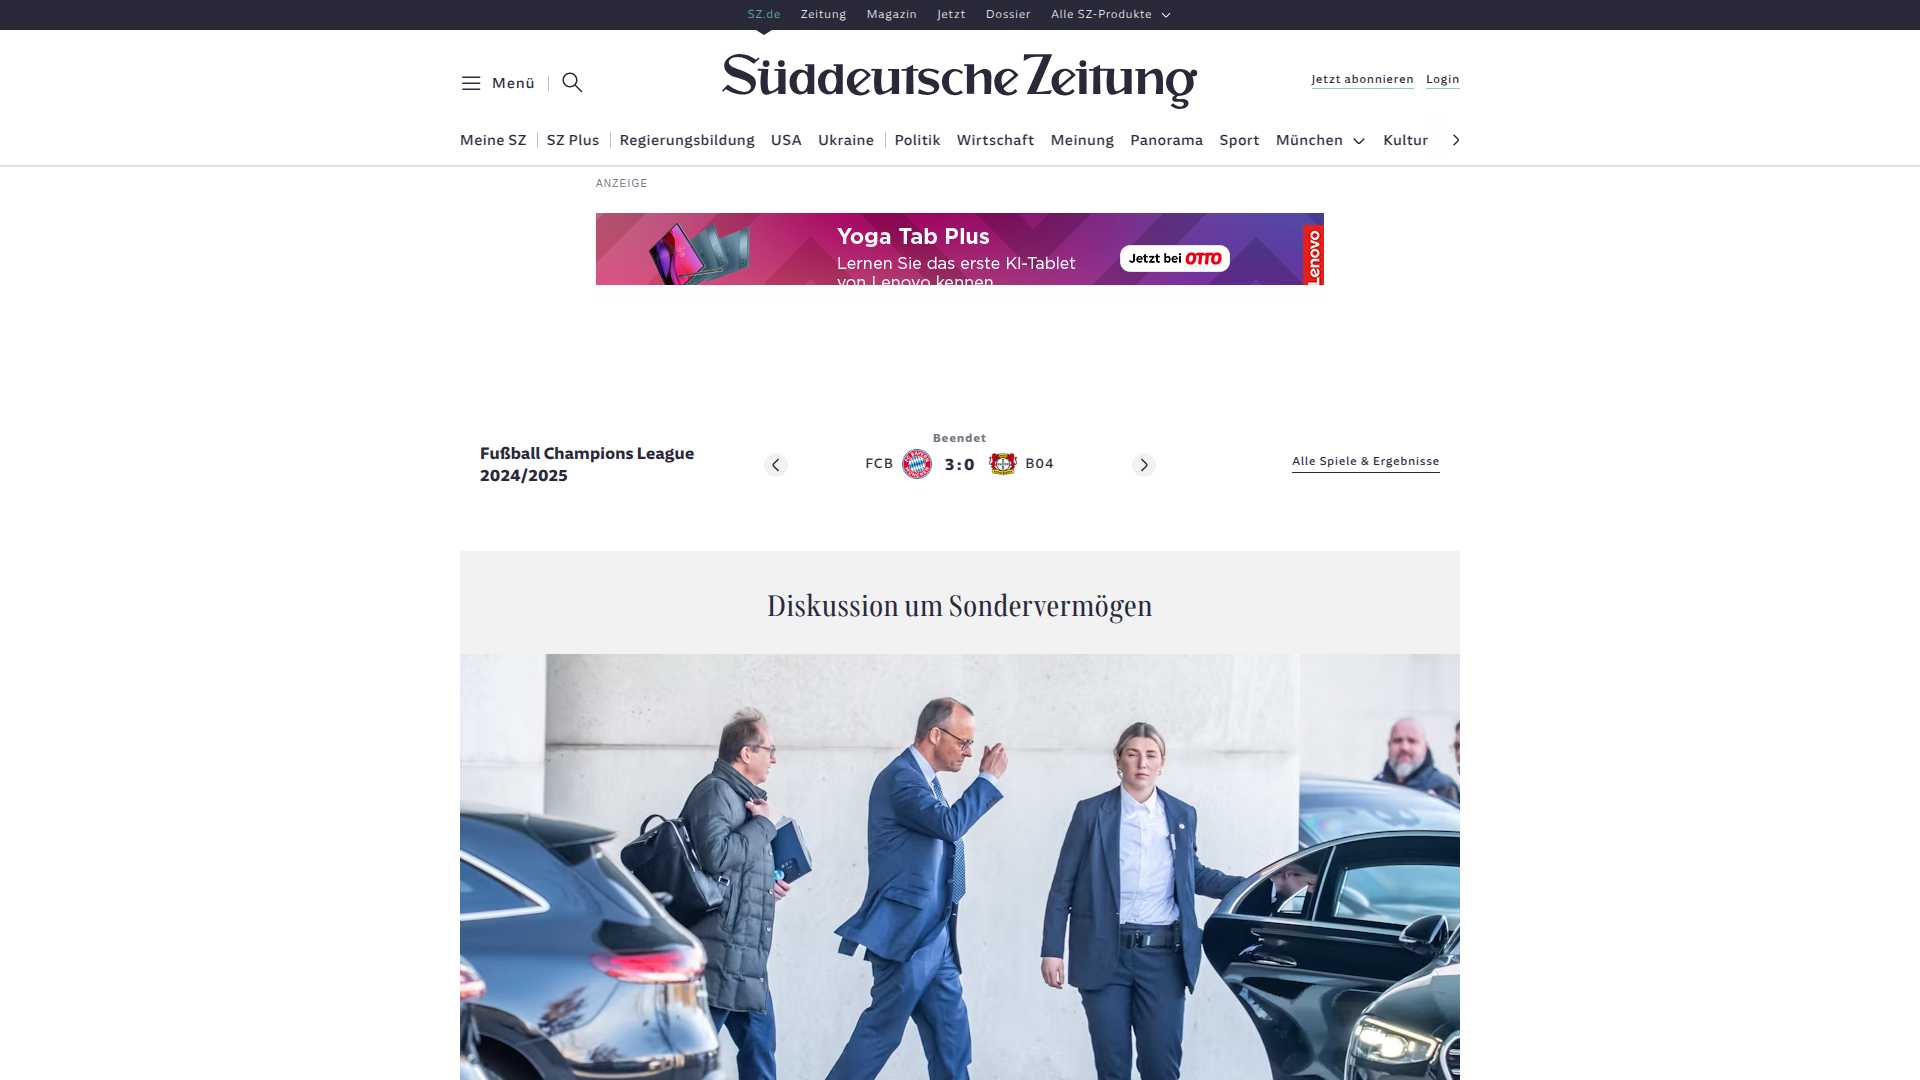 SZ.de Zeitung Magazin Jetzt Dossier Alle SZ-Produkte
Menü
Süddeutsche Zeitung
Jetzt abonnieren Login
Meine SZ SZ Plus Regierungsbildung USA Ukraine Politik Wirtschaft Meinung Panorama Sport München Kultur
ANZEIGE
Yoga Tab Plus
Lernen Sie das erste KI-Tablet
von Lenovo kennen
Jetzt bei OTTO
Lenovo
Fußball Champions League
2024/2025
Beendet
FCB 3:0 B04
Alle Spiele & Ergebnisse
Diskussion um Sondervermögen